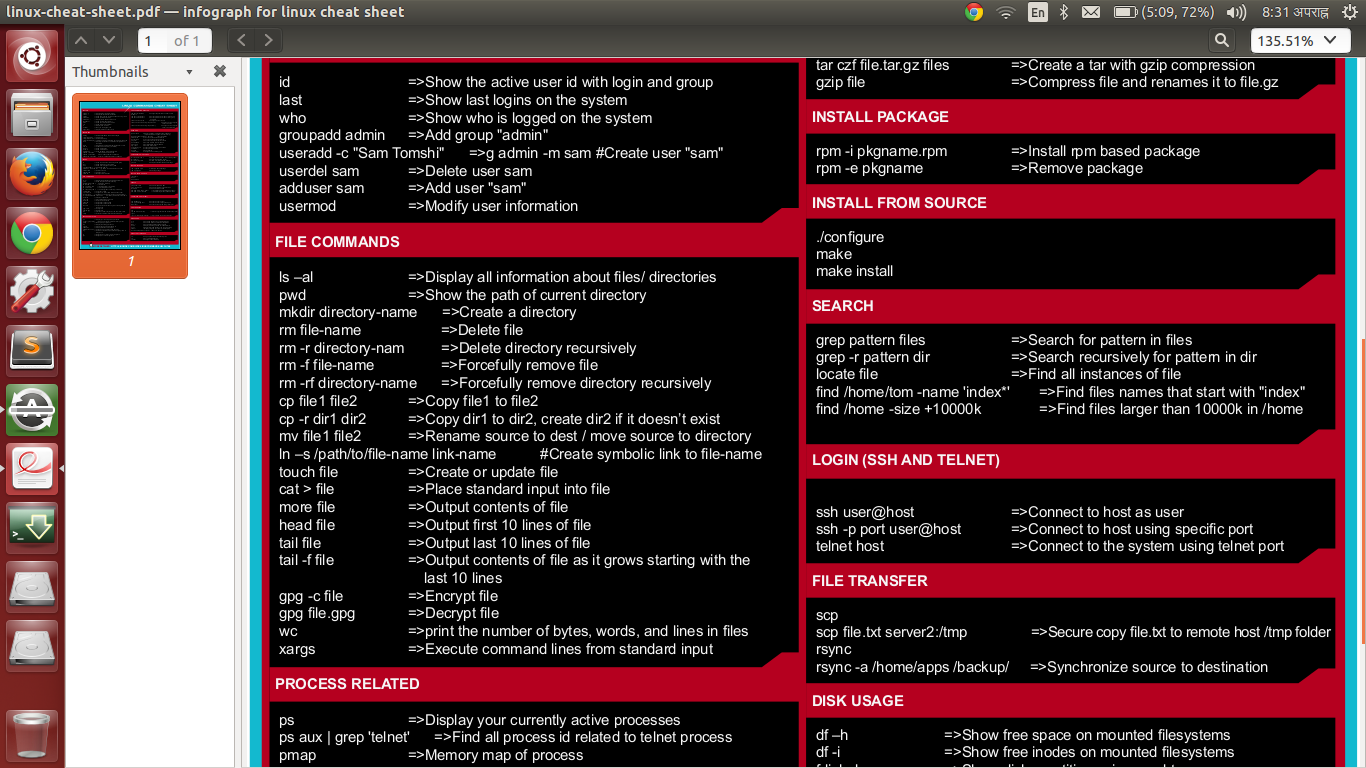 linux-cheat-sheet.pdf — infograph for linux cheat sheet
En
(5:09, 72%)
8:31 अपराह्न
1 of 1
135.51%
Thumbnails
1
id =>Show the active user id with login and group
last =>Show last logins on the system
who =>Show who is logged on the system
groupadd admin =>Add group "admin"
useradd -c "Sam Tomshi" =>g admin -m sam #Create user "sam"
userdel sam =>Delete user sam
adduser sam =>Add user "sam"
usermod =>Modify user information
FILE COMMANDS
ls –al =>Display all information about files/ directories
pwd =>Show the path of current directory
mkdir directory-name =>Create a directory
rm file-name =>Delete file
rm -r directory-nam =>Delete directory recursively
rm -f file-name =>Forcefully remove file
rm -rf directory-name =>Forcefully remove directory recursively
cp file1 file2 =>Copy file1 to file2
cp -r dir1 dir2 =>Copy dir1 to dir2, create dir2 if it doesn't exist
mv file1 file2 =>Rename source to dest / move source to directory
ln –s /path/to/file-name link-name #Create symbolic link to file-name
touch file =>Create or update file
cat > file =>Place standard input into file
more file =>Output contents of file
head file =>Output first 10 lines of file
tail file =>Output last 10 lines of file
tail -f file =>Output contents of file as it grows starting with the
last 10 lines
gpg -c file =>Encrypt file
gpg file.gpg =>Decrypt file
wc =>print the number of bytes, words, and lines in files
xargs =>Execute command lines from standard input
PROCESS RELATED
ps =>Display your currently active processes
ps aux | grep 'telnet' =>Find all process id related to telnet process
pmap =>Memory map of process
tar czf file.tar.gz files =>Create a tar with gzip compression
gzip file =>Compress file and renames it to file.gz
INSTALL PACKAGE
rpm -i pkgname.rpm =>Install rpm based package
rpm -e pkgname =>Remove package
INSTALL FROM SOURCE
./configure
make
make install
SEARCH
grep pattern files =>Search for pattern in files
grep -r pattern dir =>Search recursively for pattern in dir
locate file =>Find all instances of file
find /home/tom -name 'index*' =>Find files names that start with "index"
find /home -size +10000k =>Find files larger than 10000k in /home
LOGIN (SSH AND TELNET)
ssh user@host =>Connect to host as user
ssh -p port user@host =>Connect to host using specific port
telnet host =>Connect to the system using telnet port
FILE TRANSFER
scp
scp file.txt server2:/tmp =>Secure copy file.txt to remote host /tmp folder
rsync
rsync -a /home/apps /backup/ =>Synchronize source to destination
DISK USAGE
df –h =>Show free space on mounted filesystems
df -i =>Show free inodes on mounted filesystems